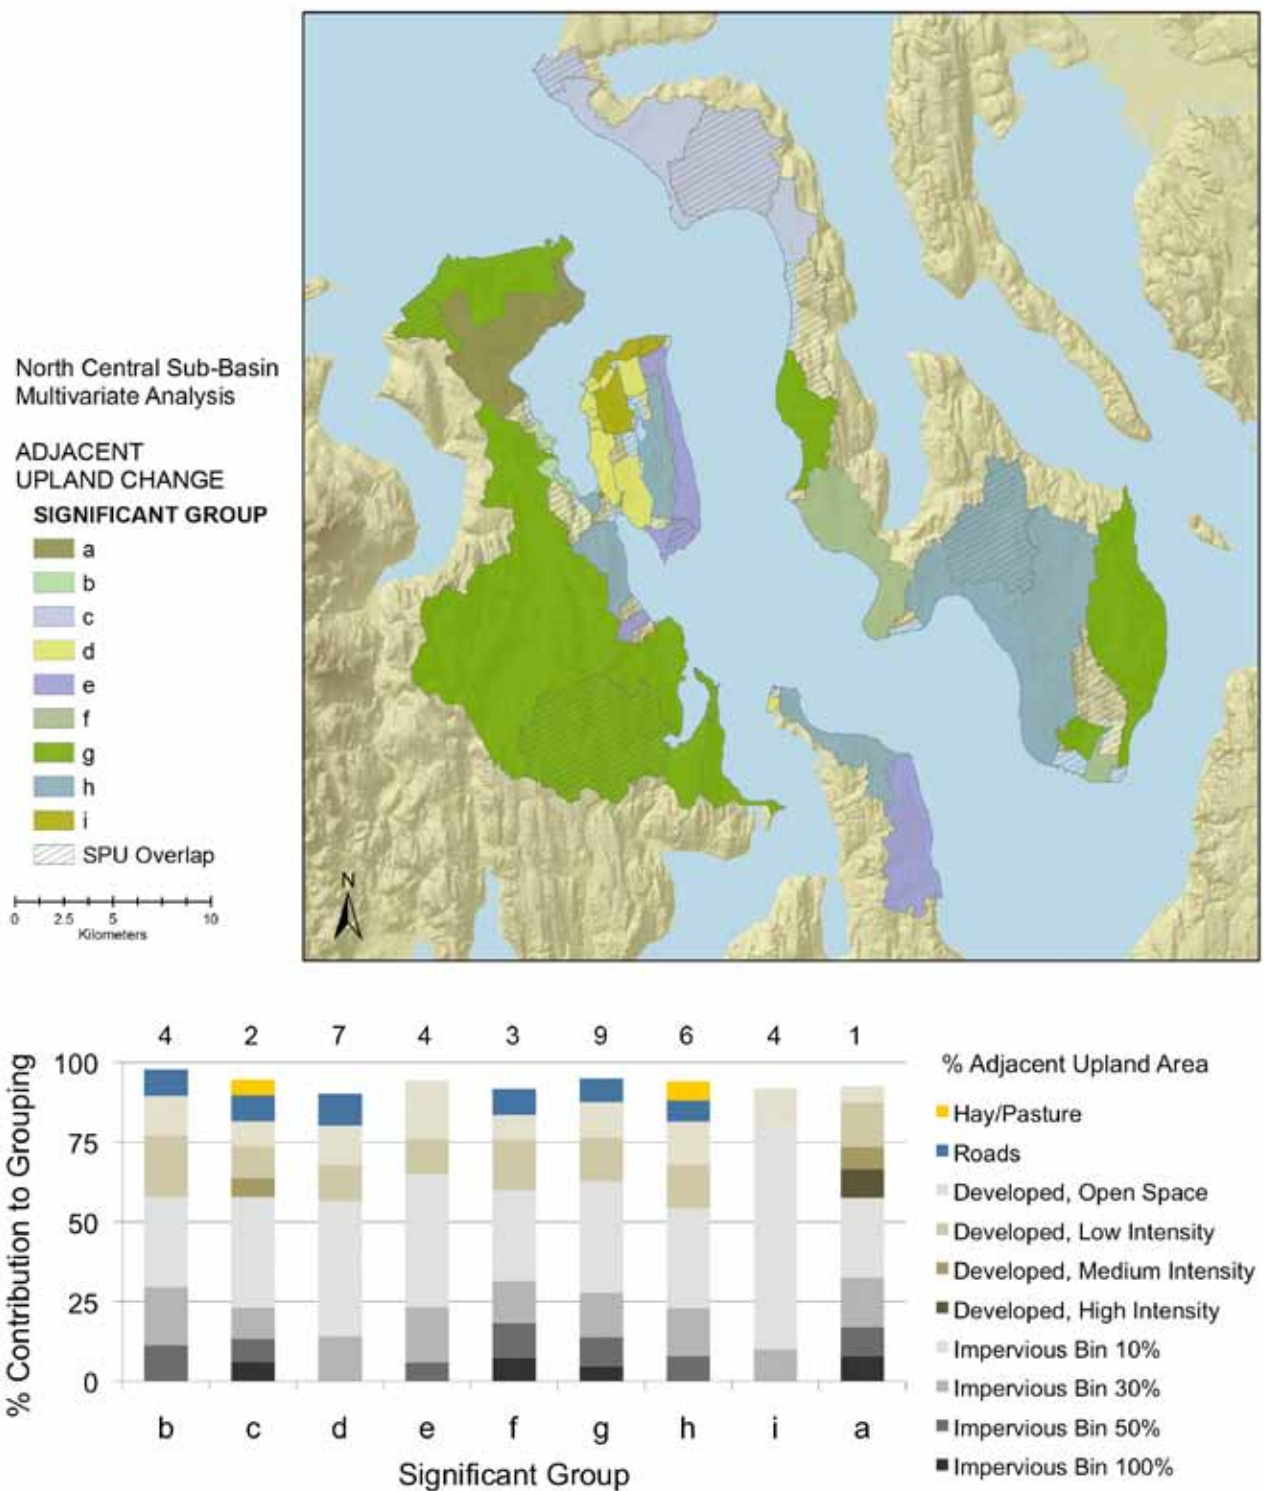 North Central Sub-Basin
Multivariate Analysis
ADJACENT
UPLAND CHANGE
SIGNIFICANT GROUP
a
b
c
d
e
f
g
h
i
SPU Overlap
0 2.5 5 10
Kilometers
N
4 2 7 4 3 9 6 4 1
% Contribution to Grouping
100
75
50
25
0
b c d e f g h i a
Significant Group
% Adjacent Upland Area
Hay/Pasture
Roads
Developed, Open Space
Developed, Low Intensity
Developed, Medium Intensity
Developed, High Intensity
Impervious Bin 10%
Impervious Bin 30%
Impervious Bin 50%
Impervious Bin 100%